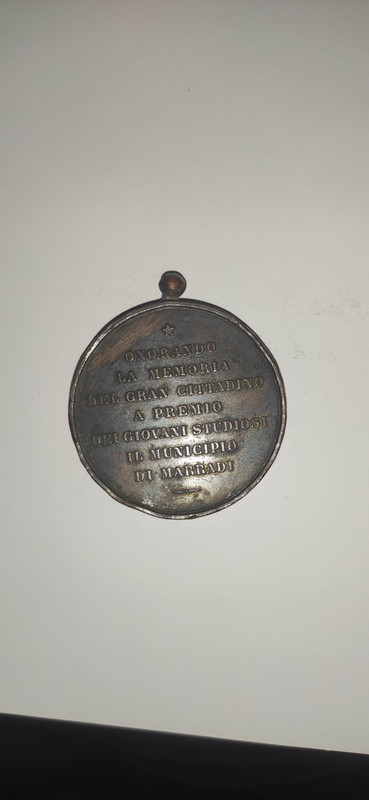 ONORANDO
LA MEMORIA
DEL GRAN CITTADINO
A PREMIO
DEI GIOVANI STUDIOSI
IL MUNICIPIO
DI MARRADI